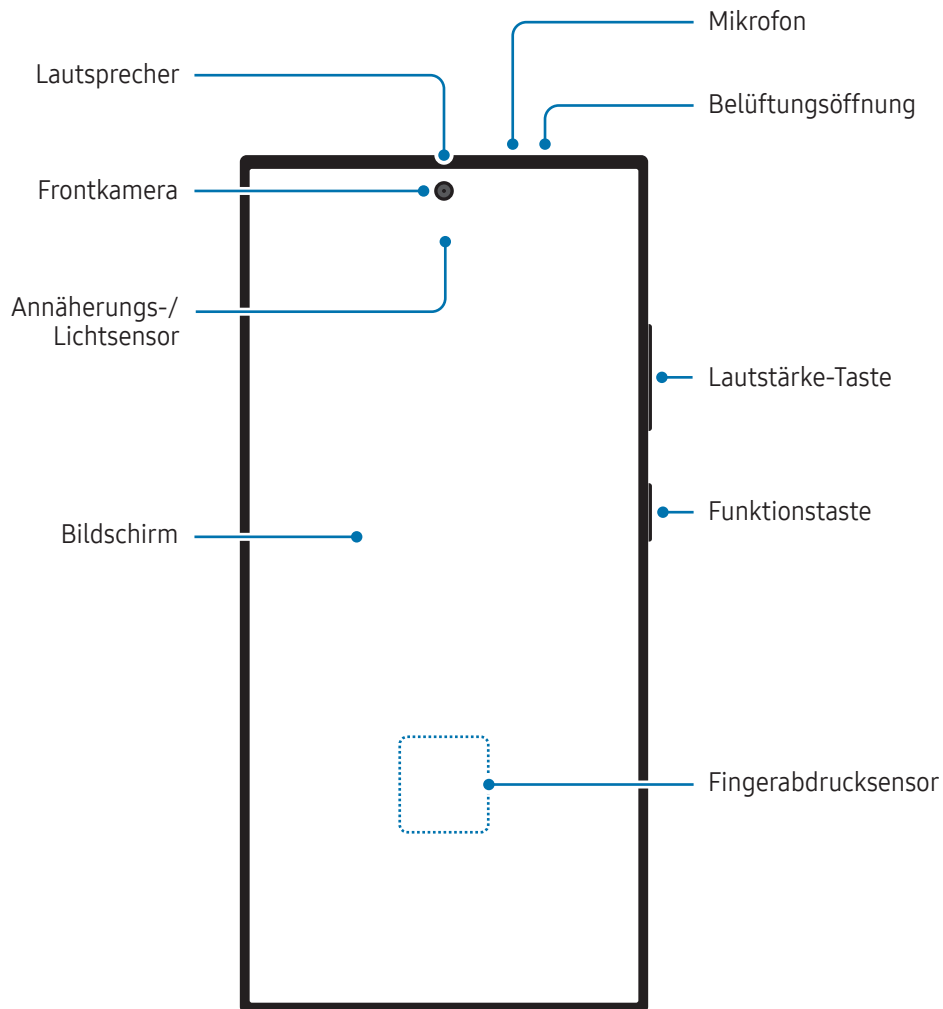 Mikrofon
Lautsprecher
Belüftungsöffnung
Frontkamera
Annäherungs-/
Lichtsensor
Lautstärke-Taste
Funktionstaste
Bildschirm
Fingerabdrucksensor